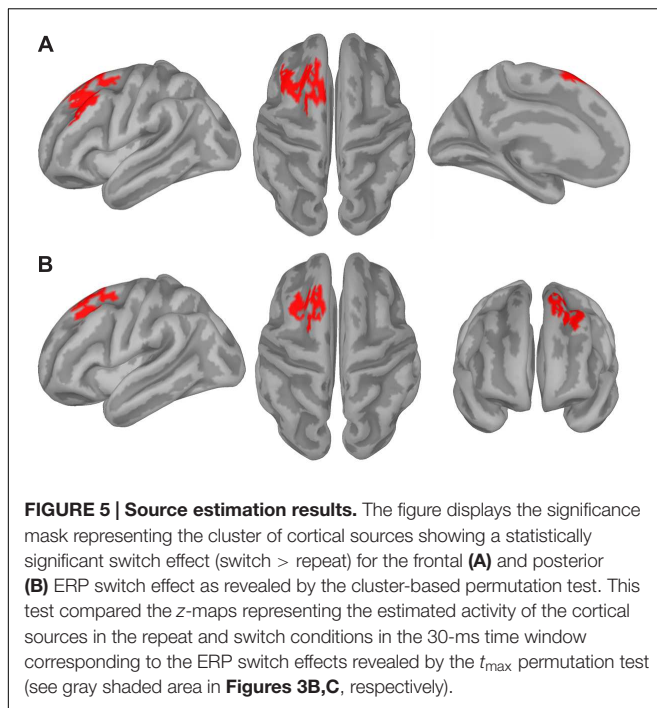 A
B
FIGURE 5 | Source estimation results. The figure displays the significance
mask representing the cluster of cortical sources showing a statistically
significant switch effect (switch > repeat) for the frontal (A) and posterior
(B) ERP switch effect as revealed by the cluster-based permutation test. This
test compared the z-maps representing the estimated activity of the cortical
sources in the repeat and switch conditions in the 30-ms time window
corresponding to the ERP switch effects revealed by the tmax permutation test
(see gray shaded area in Figures 3B,C, respectively).